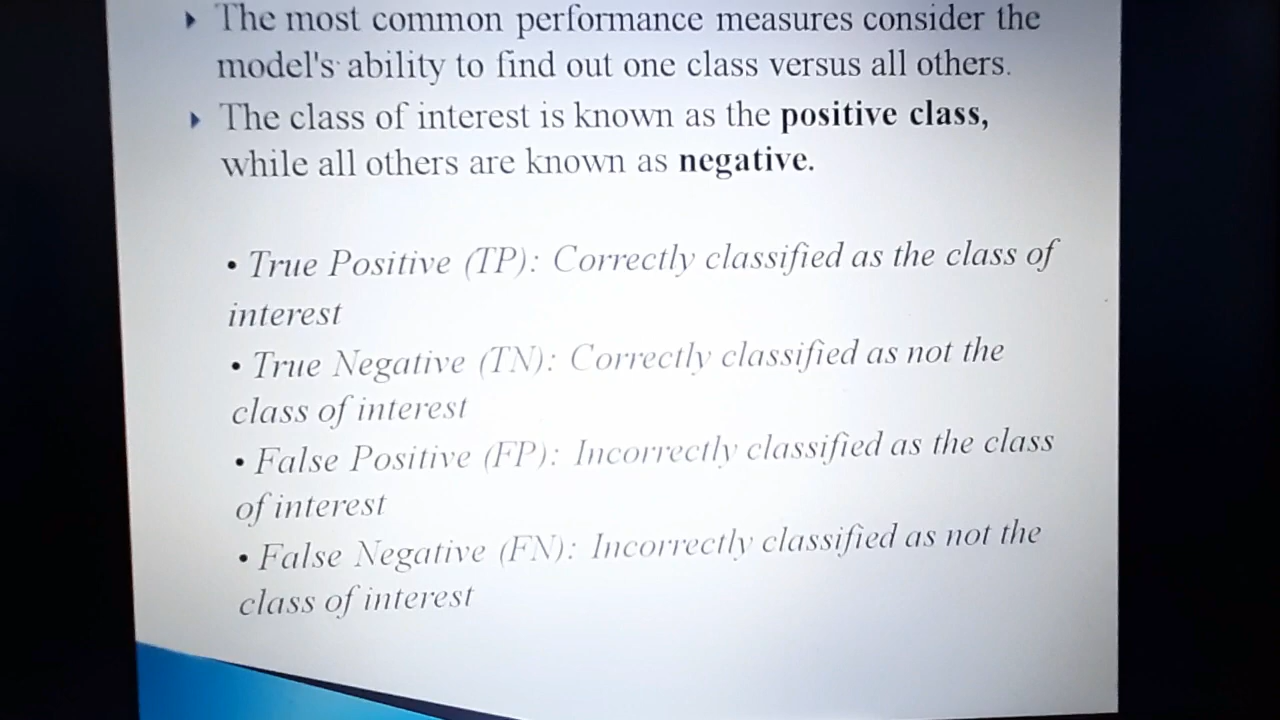 The most common performance measures consider the
model's ability to find out one class versus all others.
The class of interest is known as the positive class,
while all others are known as negative.
• True Positive (TP): Correctly classified as the class of
interest
• True Negative (TN): Correctly classified as not the
class of interest
• False Positive (FP): Incorrectly classified as the class
of interest
• False Negative (FN): Incorrectly classified as not the
class of interest